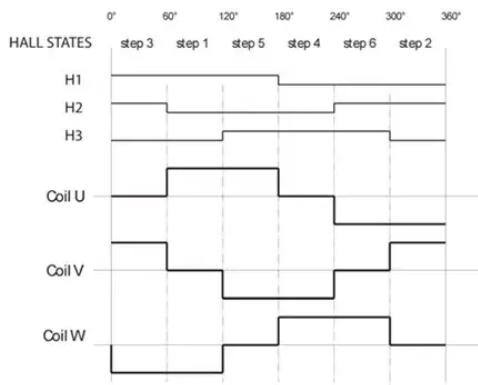 0° 60° 120° 180° 240° 300° 360°
HALL STATES step 3 step 1 step 5 step 4 step 6 step 2
H1
H2
H3
Coil U
Coil V
Coil W